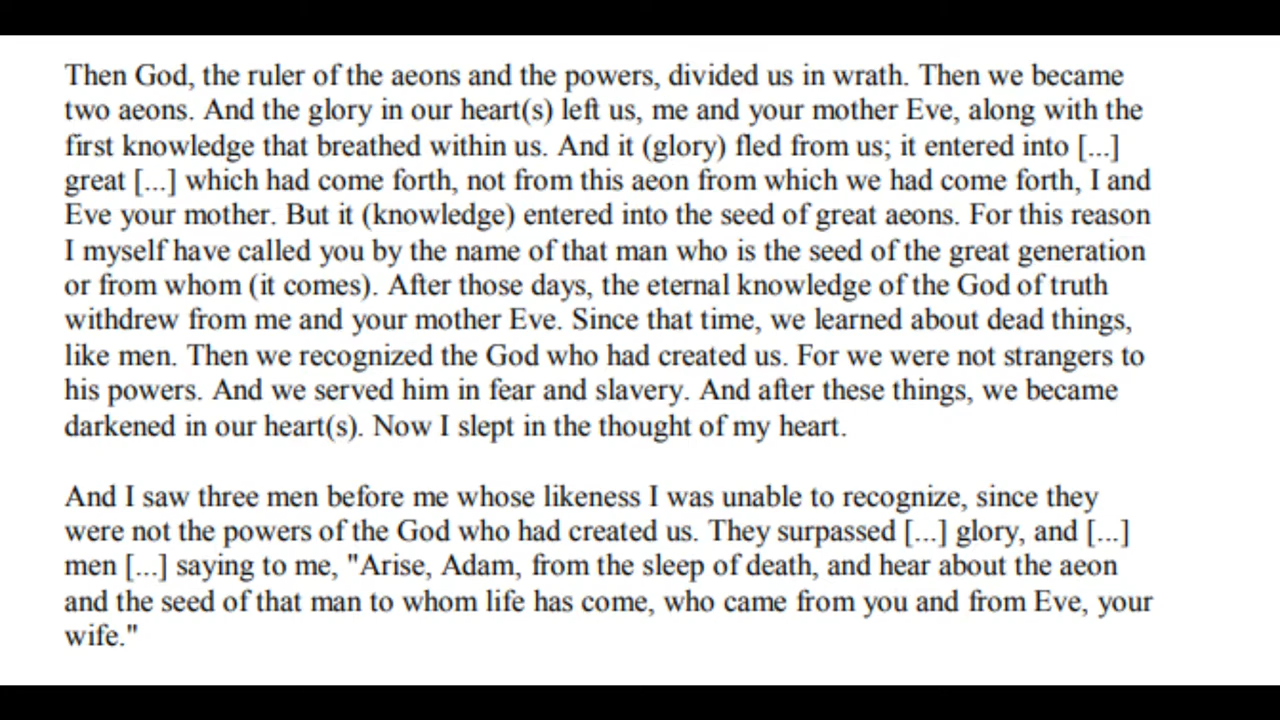 Then God, the ruler of the aeons and the powers, divided us in wrath. Then we became
two aeons. And the glory in our heart(s) left us, me and your mother Eve, along with the
first knowledge that breathed within us. And it (glory) fled from us; it entered into [...]
great [...] which had come forth, not from this aeon from which we had come forth, I and
Eve your mother. But it (knowledge) entered into the seed of great aeons. For this reason
I myself have called you by the name of that man who is the seed of the great generation
or from whom (it comes). After those days, the eternal knowledge of the God of truth
withdrew from me and your mother Eve. Since that time, we learned about dead things,
like men. Then we recognized the God who had created us. For we were not strangers to
his powers. And we served him in fear and slavery. And after these things, we became
darkened in our heart(s). Now I slept in the thought of my heart.

And I saw three men before me whose likeness I was unable to recognize, since they
were not the powers of the God who had created us. They surpassed [...] glory, and [...]
men [...] saying to me, "Arise, Adam, from the sleep of death, and hear about the aeon
and the seed of that man to whom life has come, who came from you and from Eve, your
wife."